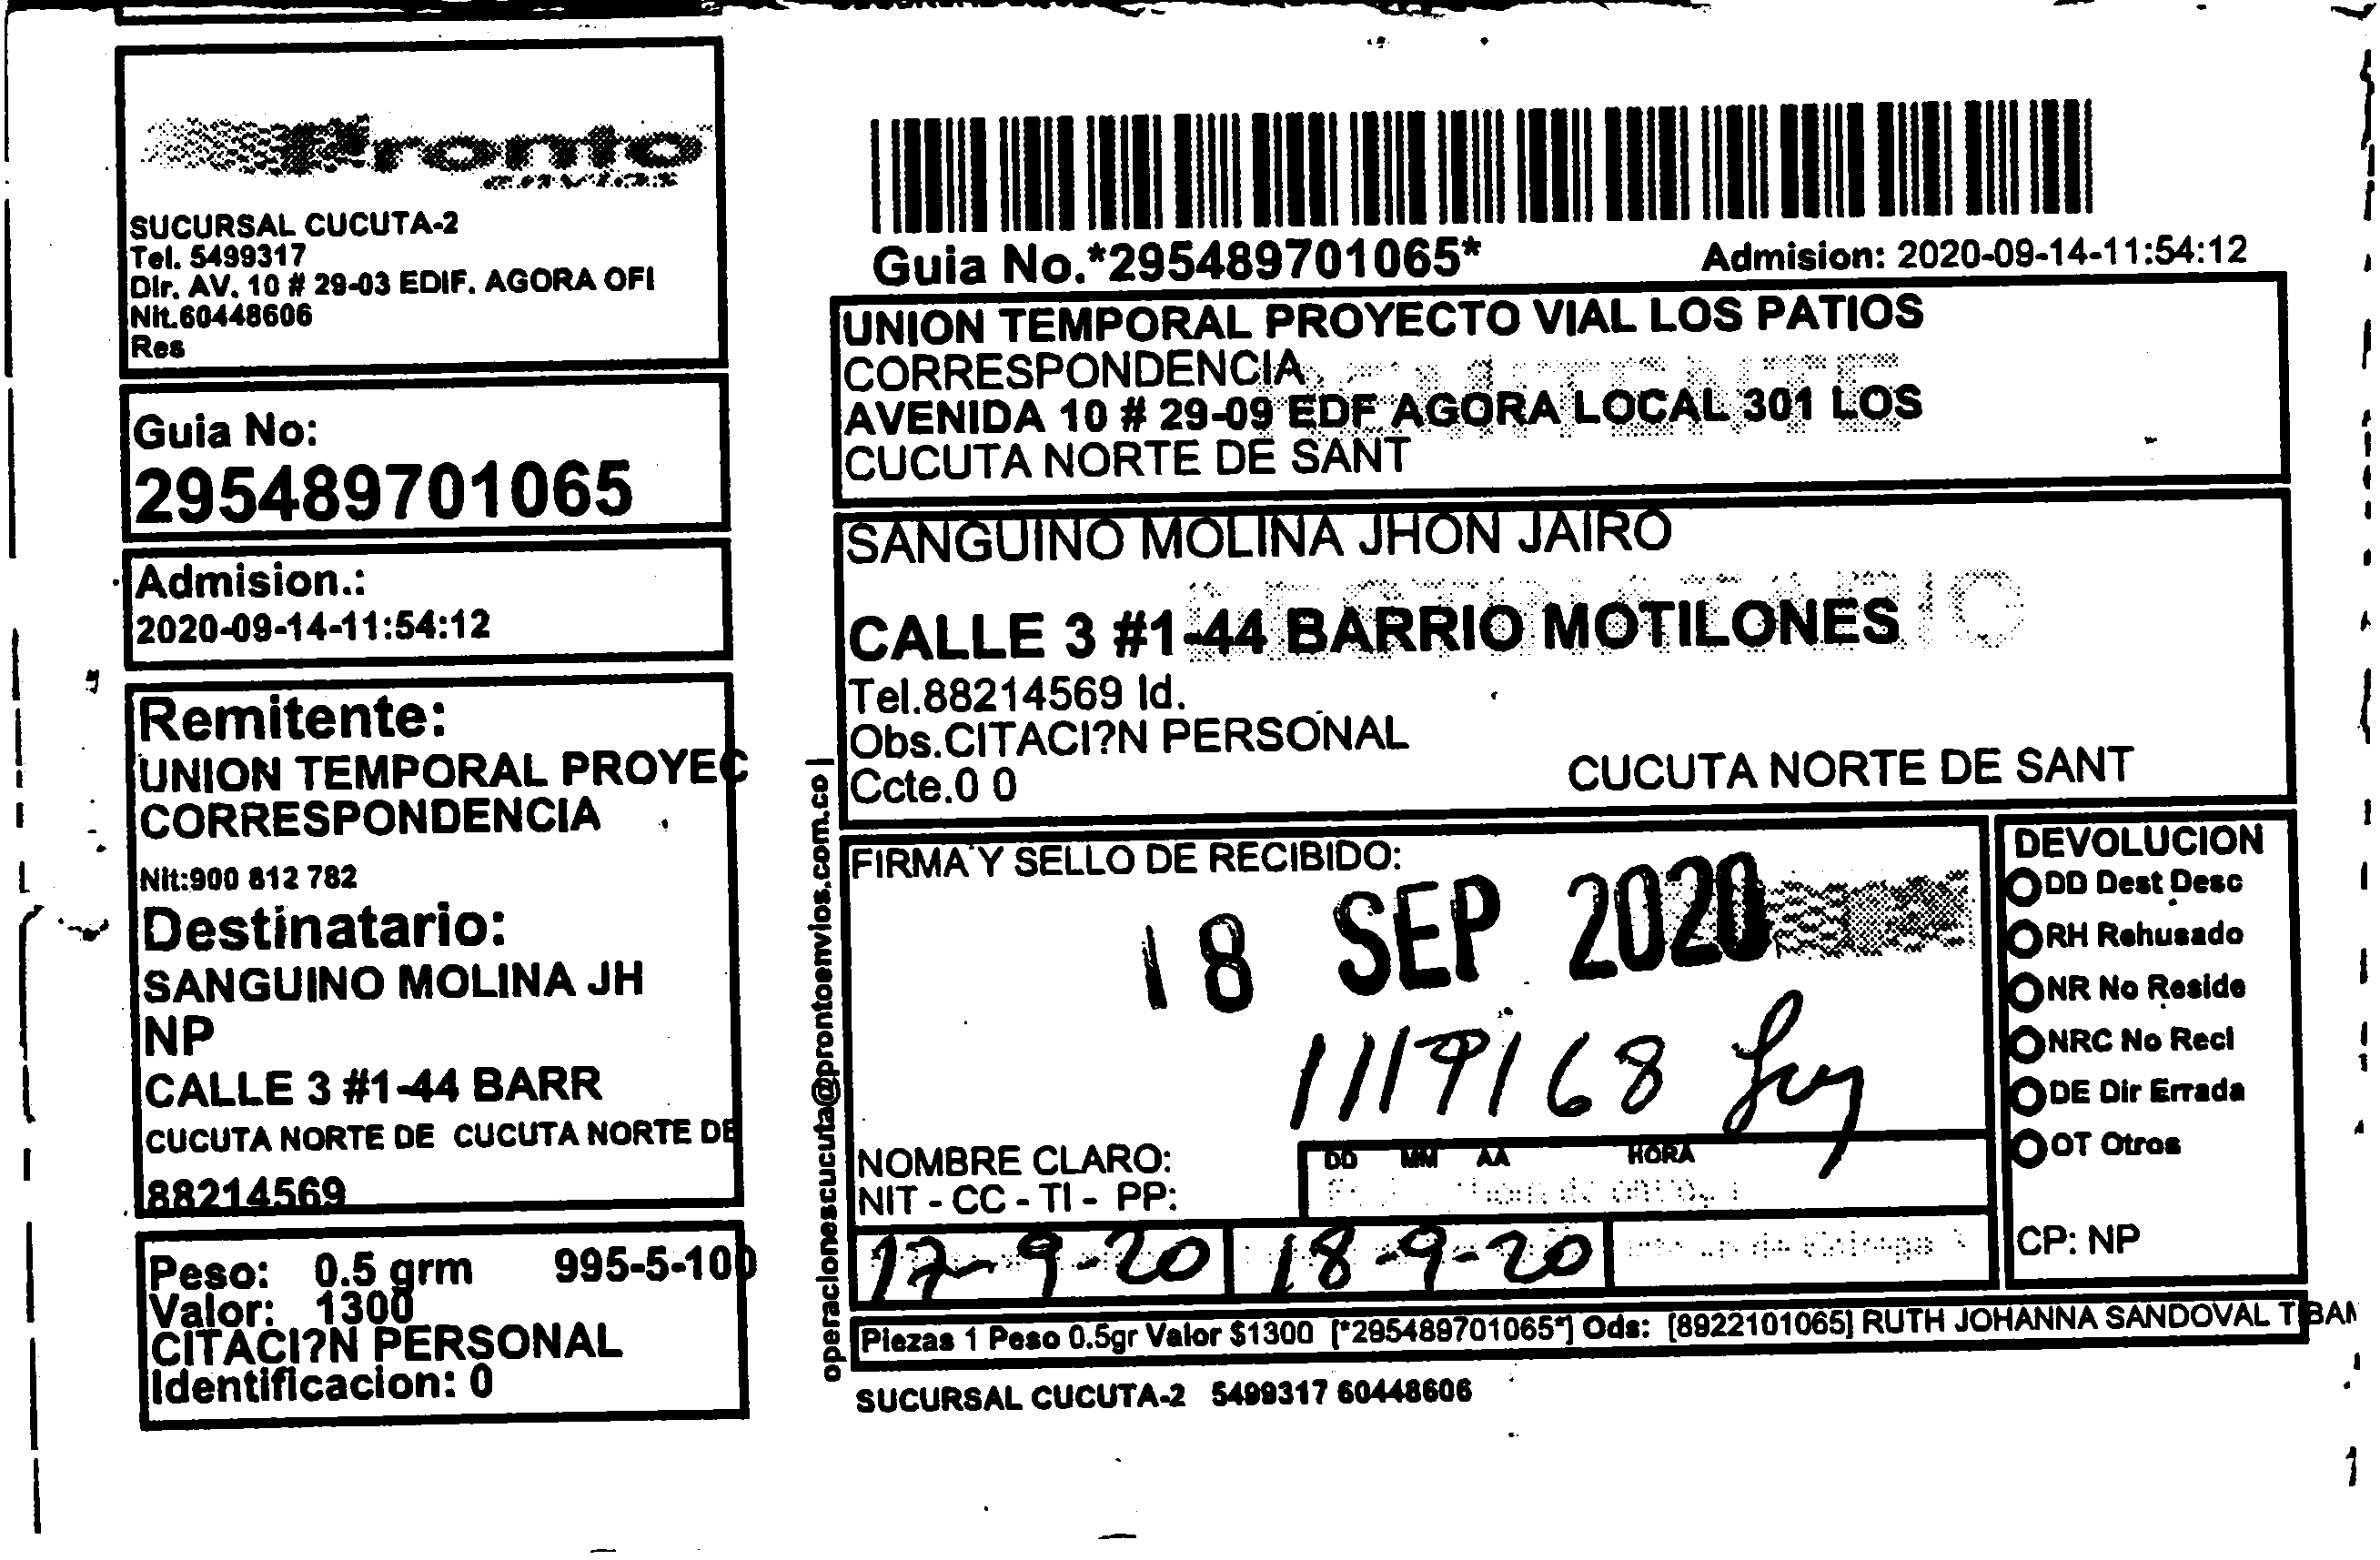 Pronto
envios
SUCURSAL CUCUTA-2
Tel. 5499317
Dir. AV. 10 # 29-03 EDIF. AGORA OFI
Nit.60448606
Res
Guia No:
295489701065
Admision.:
2020-09-14-11:54:12
Remitente:
UNION TEMPORAL PROYEC
CORRESPONDENCIA
Nit:900 812 782
Destinatario:
SANGUINO MOLINA JH
NP
CALLE 3 #1-44 BARR
CUCUTA NORTE DE CUCUTA NORTE DE
88214569
Peso: 0.5 grm 995-5-100
Valor: 1300
CITACI?N PERSONAL
Identificacion: 0
operacionescucuta@prontoenvios.com.co |
Guia No.*295489701065* Admision: 2020-09-14-11:54:12
UNION TEMPORAL PROYECTO VIAL LOS PATIOS
CORRESPONDENCIA
REMITENTE
AVENIDA 10 # 29-09 EDF AGORA LOCAL 301 LOS
CUCUTA NORTE DE SANT
SANGUINO MOLINA JHON JAIRO
DESTINATARIO
CALLE 3 #1-44 BARRIO MOTILONES
Tel.88214569 Id.
Obs.CITACI?N PERSONAL
Ccte.0 0 CUCUTA NORTE DE SANT
FIRMA Y SELLO DE RECIBIDO:
18 SEP 2020
1119168
NOMBRE CLARO:
NIT - CC - TI - PP:
DD MM AA HORA
17-9-20 18-9-20
DEVOLUCION
DD Dest Desc
RH Rehusado
NR No Reside
NRC No Recl
DE Dir Errada
OT Otros
CP: NP
Piezas 1 Peso 0.5gr Valor $1300 [*295489701065*] Ods: [8922101065] RUTH JOHANNA SANDOVAL TIBAM
SUCURSAL CUCUTA-2 5499317 60448606